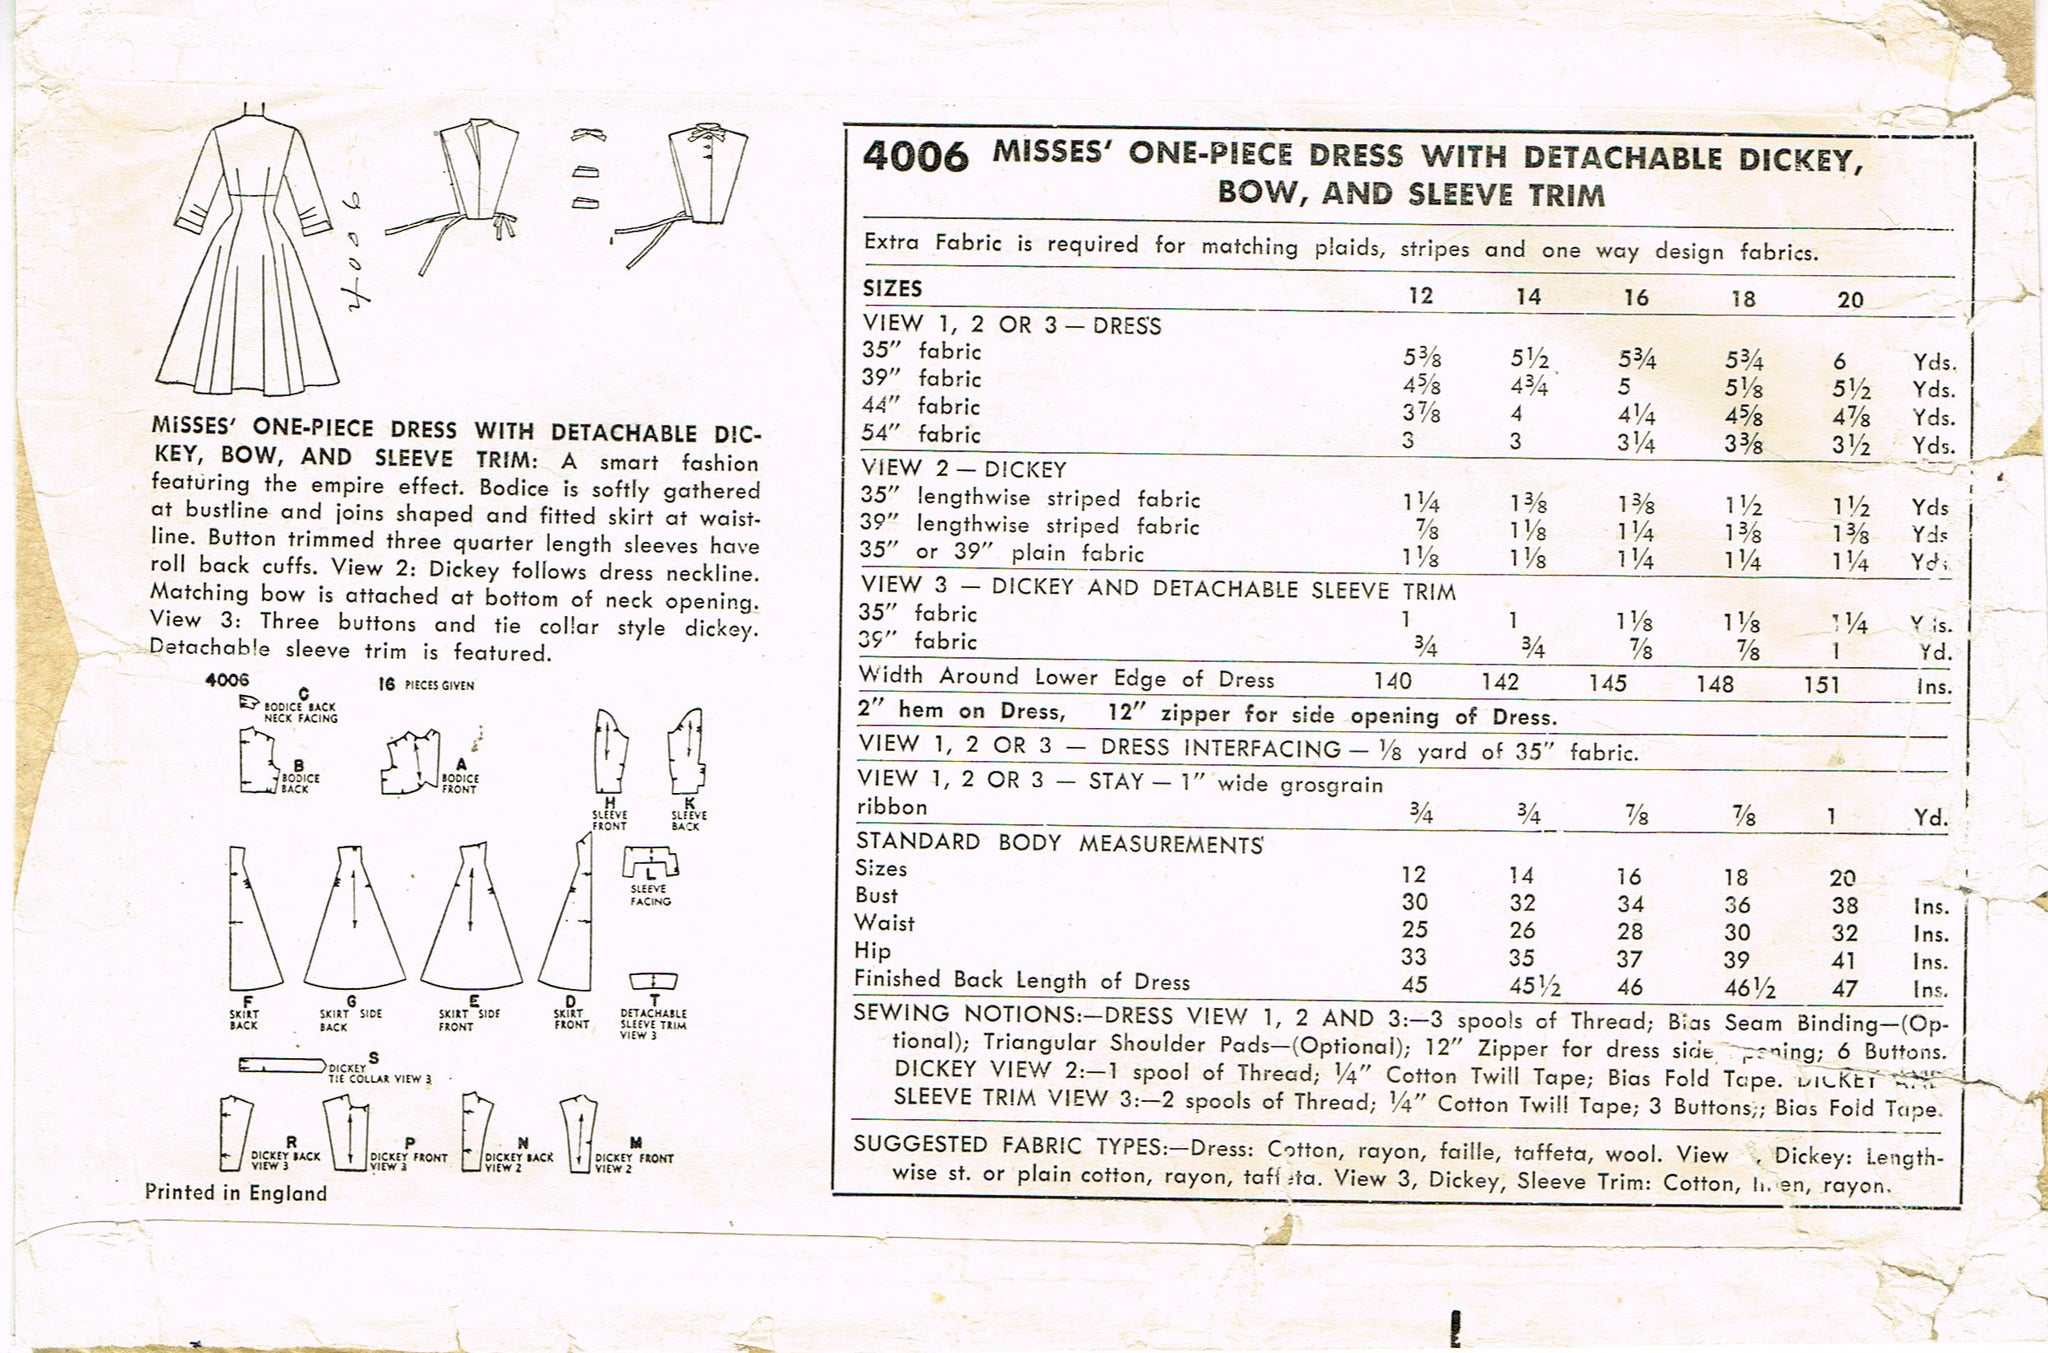 4006
MISSES' ONE-PIECE DRESS WITH DETACHABLE DIC-
KEY, BOW, AND SLEEVE TRIM: A smart fashion
featuring the empire effect. Bodice is softly gathered
at bustline and joins shaped and fitted skirt at waist-
line. Button trimmed three quarter length sleeves have
roll back cuffs. View 2: Dickey follows dress neckline.
Matching bow is attached at bottom of neck opening.
View 3: Three buttons and tie collar style dickey.
Detachable sleeve trim is featured.
4006 16 PIECES GIVEN
C
BODICE BACK
NECK FACING
B
BODICE
BACK
A
BODICE
FRONT
H
SLEEVE
FRONT
K
SLEEVE
BACK
L
SLEEVE
FACING
F
SKIRT
BACK
G
SKIRT SIDE
BACK
E
SKIRT SIDE
FRONT
D
SKIRT
FRONT
T
DETACHABLE
SLEEVE TRIM
VIEW 3
S
DICKEY
TIE COLLAR VIEW 3
R
DICKEY BACK
VIEW 3
P
DICKEY FRONT
VIEW 3
N
DICKEY BACK
VIEW 2
M
DICKEY FRONT
VIEW 2
Printed in England
4006 MISSES' ONE-PIECE DRESS WITH DETACHABLE DICKEY,
BOW, AND SLEEVE TRIM
Extra Fabric is required for matching plaids, stripes and one way design fabrics.
SIZES 12 14 16 18 20
VIEW 1, 2 OR 3 — DRESS
35" fabric 5⅜ 5½ 5¾ 5¾ 6 Yds.
39" fabric 4⅝ 4¾ 5 5⅛ 5½ Yds.
44" fabric 3⅞ 4 4¼ 4⅝ 4⅞ Yds.
54" fabric 3 3 3¼ 3⅜ 3½ Yds.
VIEW 2 — DICKEY
35" lengthwise striped fabric 1¼ 1⅜ 1⅜ 1½ 1½ Yds
39" lengthwise striped fabric ⅞ 1⅛ 1¼ 1⅜ 1⅜ Yds
35" or 39" plain fabric 1⅛ 1⅛ 1¼ 1¼ 1¼ Yds
VIEW 3 — DICKEY AND DETACHABLE SLEEVE TRIM
35" fabric 1 1 1⅛ 1⅛ 1¼ Yds.
39" fabric ¾ ¾ ⅞ ⅞ 1 Yd.
Width Around Lower Edge of Dress 140 142 145 148 151 Ins.
2" hem on Dress, 12" zipper for side opening of Dress.
VIEW 1, 2 OR 3 — DRESS INTERFACING — ⅛ yard of 35" fabric.
VIEW 1, 2 OR 3 — STAY — 1" wide grosgrain
ribbon ¾ ¾ ⅞ ⅞ 1 Yd.
STANDARD BODY MEASUREMENTS
Sizes 12 14 16 18 20
Bust 30 32 34 36 38 Ins.
Waist 25 26 28 30 32 Ins.
Hip 33 35 37 39 41 Ins.
Finished Back Length of Dress 45 45½ 46 46½ 47 Ins.
SEWING NOTIONS:—DRESS VIEW 1, 2 AND 3:—3 spools of Thread; Bias Seam Binding—(Op-
tional); Triangular Shoulder Pads—(Optional); 12" Zipper for dress side opening; 6 Buttons.
DICKEY VIEW 2:—1 spool of Thread; ¼" Cotton Twill Tape; Bias Fold Tape. DICKEY AND
SLEEVE TRIM VIEW 3:—2 spools of Thread; ¼" Cotton Twill Tape; 3 Buttons;; Bias Fold Tape.
SUGGESTED FABRIC TYPES:—Dress: Cotton, rayon, faille, taffeta, wool. View , Dickey: Length-
wise st. or plain cotton, rayon, taffeta. View 3, Dickey, Sleeve Trim: Cotton, linen, rayon.